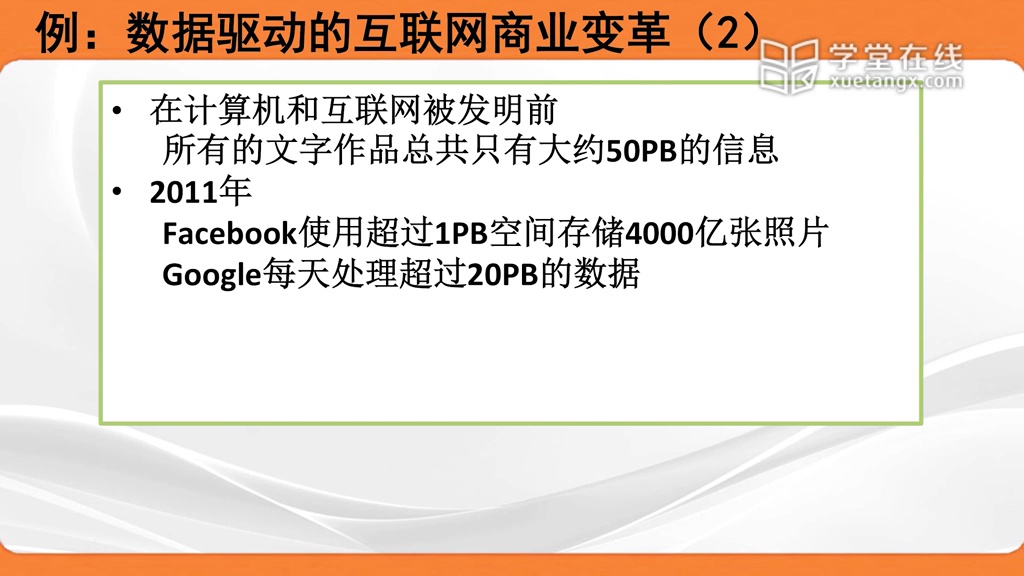 例：数据驱动的互联网商业变革（2）
学堂在线
xuetangx.com
• 在计算机和互联网被发明前
所有的文字作品总共只有大约50PB的信息
• 2011年
Facebook使用超过1PB空间存储4000亿张照片
Google每天处理超过20PB的数据